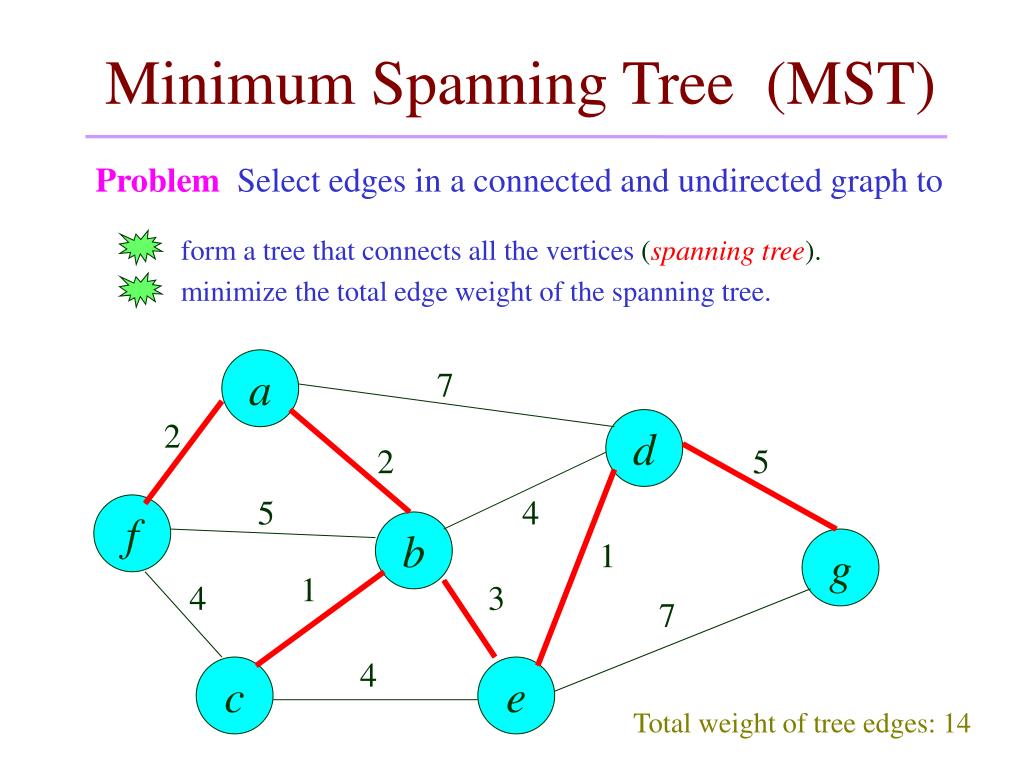 Minimum Spanning Tree (MST)
Problem Select edges in a connected and undirected graph to
form a tree that connects all the vertices (spanning tree).
minimize the total edge weight of the spanning tree.
a
7
2
2
d
5
f
5
4
b
1
g
4
1
3
7
4
c
e
Total weight of tree edges: 14